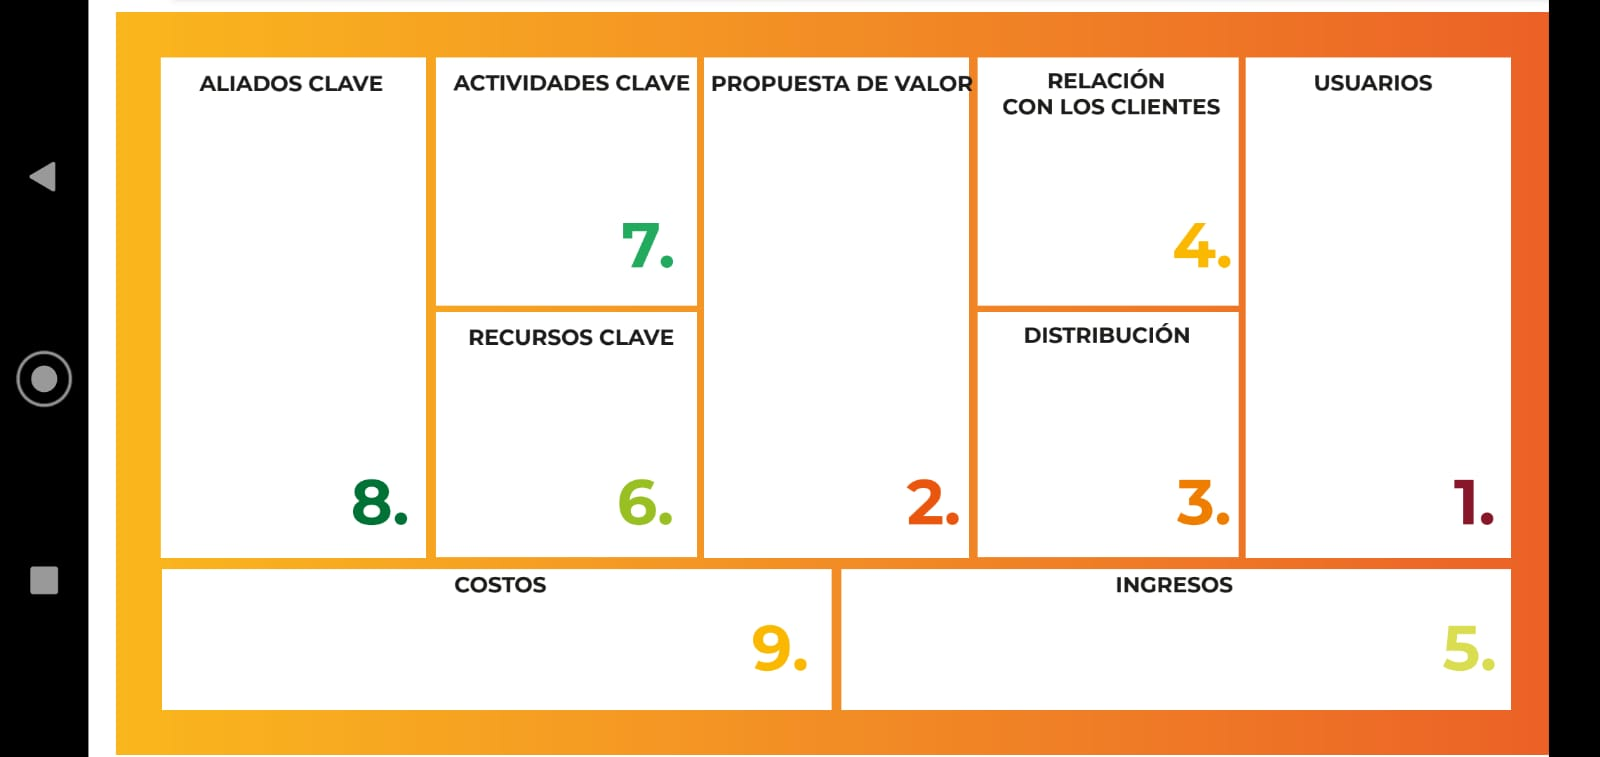 ALIADOS CLAVE
8.
ACTIVIDADES CLAVE
7.
RECURSOS CLAVE
6.
PROPUESTA DE VALOR
2.
RELACIÓN
CON LOS CLIENTES
4.
DISTRIBUCIÓN
3.
USUARIOS
1.
COSTOS
9.
INGRESOS
5.